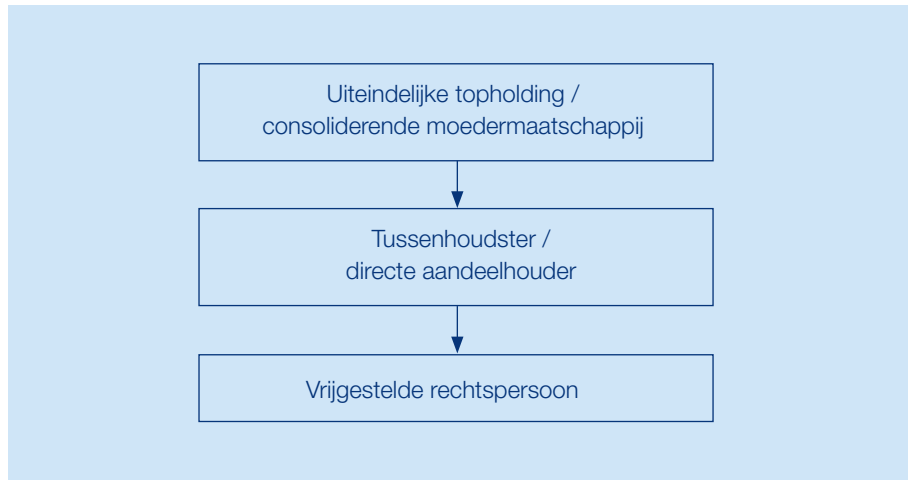 Uiteindelijke topholding /
consoliderende moedermaatschappij
Tussenhoudster /
directe aandeelhouder
Vrijgestelde rechtspersoon